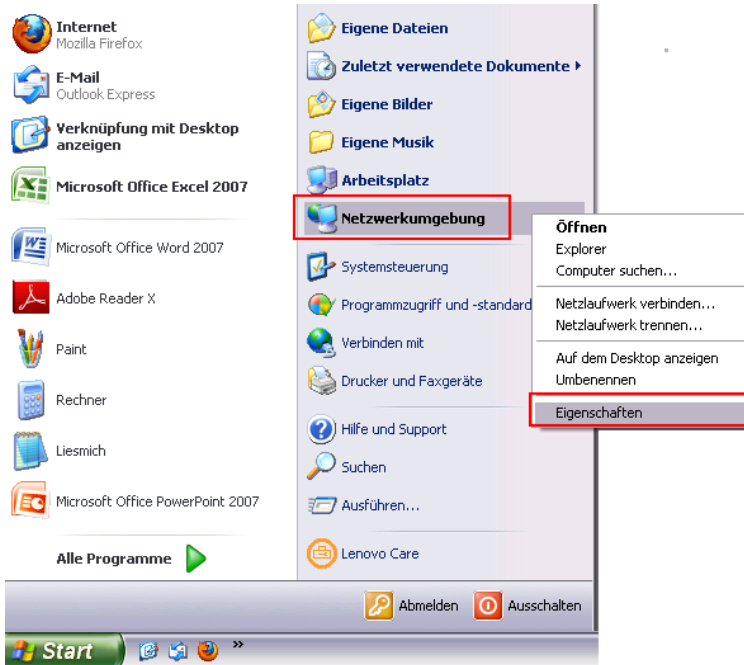 Internet
Mozilla Firefox
E-Mail
Outlook Express
Verknüpfung mit Desktop
anzeigen
Microsoft Office Excel 2007
Microsoft Office Word 2007
Adobe Reader X
Paint
Rechner
Liesmich
Microsoft Office PowerPoint 2007
Alle Programme
Eigene Dateien
Zuletzt verwendete Dokumente
Eigene Bilder
Eigene Musik
Arbeitsplatz
Netzwerkumgebung
Systemsteuerung
Programmzugriff und -standard
Verbinden mit
Drucker und Faxgeräte
Hilfe und Support
Suchen
Ausführen...
Lenovo Care
Öffnen
Explorer
Computer suchen...
Netzlaufwerk verbinden...
Netzlaufwerk trennen...
Auf dem Desktop anzeigen
Umbenennen
Eigenschaften
Abmelden
Ausschalten
Start
»